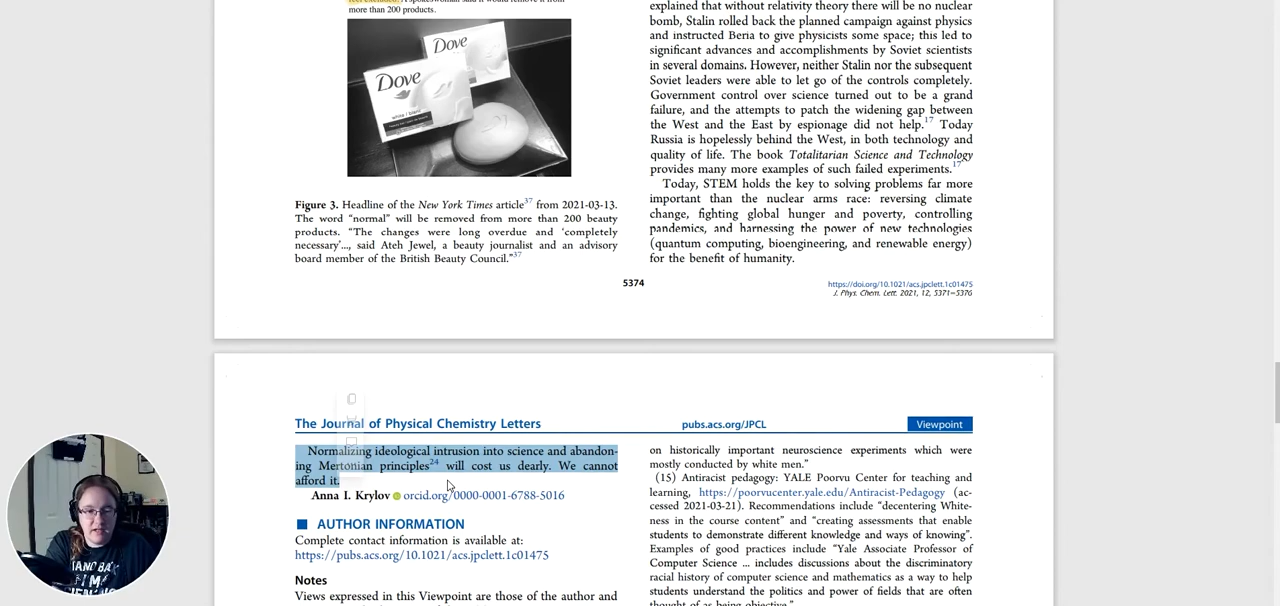 more than 200 products.
Dove
Dove
Figure 3. Headline of the New York Times article37 from 2021-03-13.
The word “normal” will be removed from more than 200 beauty
products. “The changes were long overdue and ‘completely
necessary’..., said Ateh Jewel, a beauty journalist and an advisory
board member of the British Beauty Council.”37
explained that without relativity theory there will be no nuclear
bomb, Stalin rolled back the planned campaign against physics
and instructed Beria to give physicists some space; this led to
significant advances and accomplishments by Soviet scientists
in several domains. However, neither Stalin nor the subsequent
Soviet leaders were able to let go of the controls completely.
Government control over science turned out to be a grand
failure, and the attempts to patch the widening gap between
the West and the East by espionage did not help.17 Today
Russia is hopelessly behind the West, in both technology and
quality of life. The book Totalitarian Science and Technology
provides many more examples of such failed experiments.17
Today, STEM holds the key to solving problems far more
important than the nuclear arms race: reversing climate
change, fighting global hunger and poverty, controlling
pandemics, and harnessing the power of new technologies
(quantum computing, bioengineering, and renewable energy)
for the benefit of humanity.
5374
https://doi.org/10.1021/acs.jpclett.1c01475
J. Phys. Chem. Lett. 2021, 12, 5371−5376
The Journal of Physical Chemistry Letters
pubs.acs.org/JPCL
Viewpoint
Normalizing ideological intrusion into science and abandon-
ing Mertonian principles24 will cost us dearly. We cannot
afford it.
Anna I. Krylov orcid.org/0000-0001-6788-5016
AUTHOR INFORMATION
Complete contact information is available at:
https://pubs.acs.org/10.1021/acs.jpclett.1c01475
Notes
Views expressed in this Viewpoint are those of the author and
on historically important neuroscience experiments which were
mostly conducted by white men.”
(15) Antiracist pedagogy: YALE Poorvu Center for teaching and
learning, https://poorvucenter.yale.edu/Antiracist-Pedagogy (ac-
cessed 2021-03-21). Recommendations include “decentering White-
ness in the course content” and “creating assessments that enable
students to demonstrate different knowledge and ways of knowing”.
Examples of good practices include “Yale Associate Professor of
Computer Science ... includes discussions about the discriminatory
racial history of computer science and mathematics as a way to help
students understand the politics and power of fields that are often
thought of as being objective.”